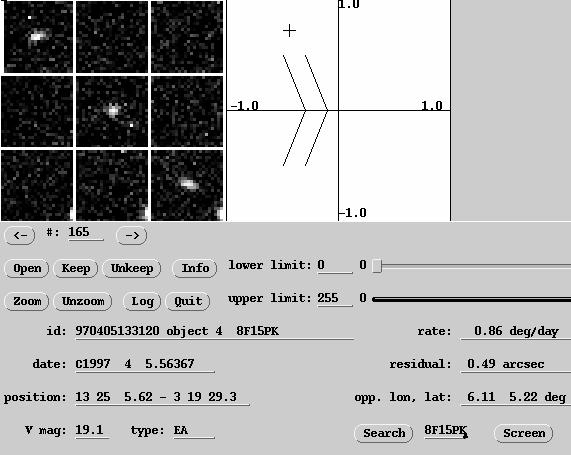 1.0
-1.0 1.0
-1.0
<- #: 165 ->
Open Keep Unkeep Info lower limit: 0 0
Zoom Unzoom Log Quit upper limit: 255 0
id: 970405133120 object 4 8F15PK rate: 0.86 deg/day
date: C1997 4 5.56367 residual: 0.49 arcsec
position: 13 25 5.62 - 3 19 29.3 opp. lon, lat: 6.11 5.22 deg
V mag: 19.1 type: EA Search 8F15PK Screen